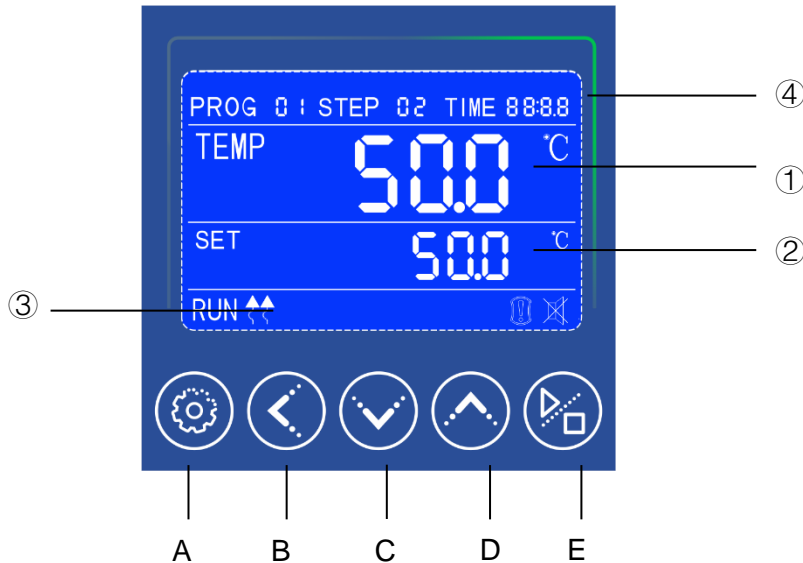 PROG 01 STEP 02 TIME 88:8.8
④
TEMP 50.0 °C
①
SET 50.0 °C
②
③
RUN
A B C D E